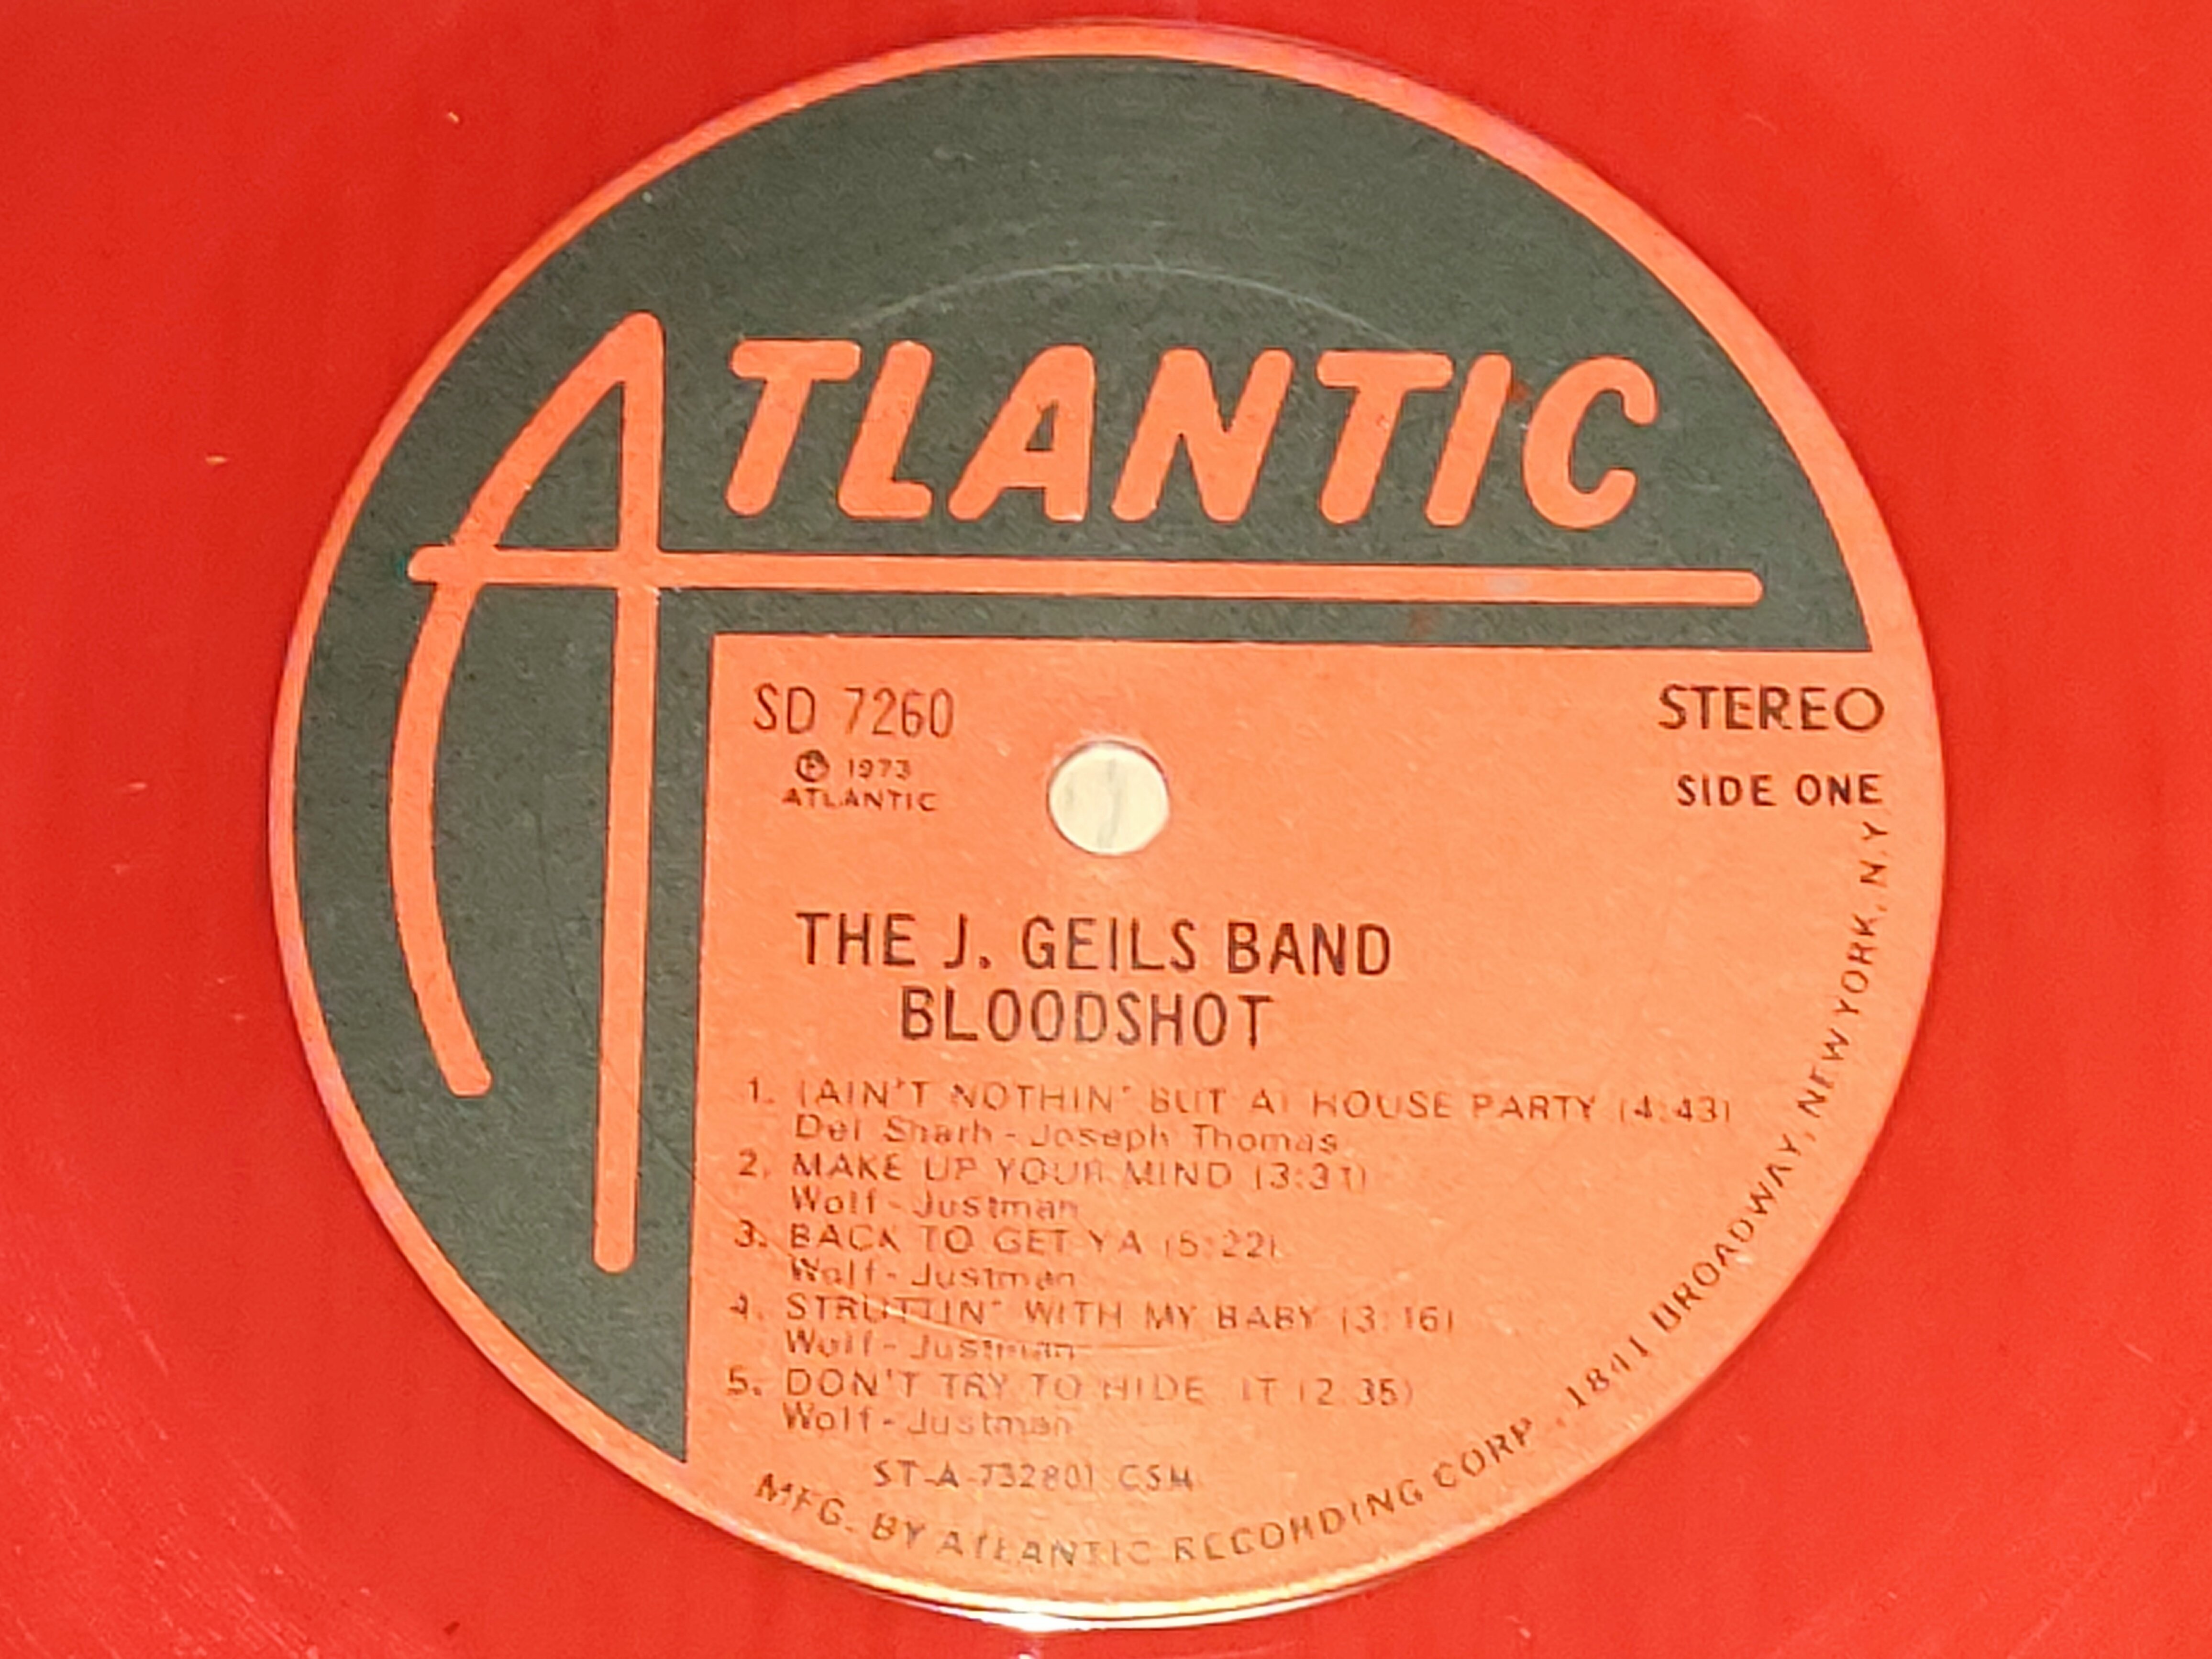 ATLANTIC
SD 7260
STEREO
℗ 1973
ATLANTIC
SIDE ONE
THE J. GEILS BAND
BLOODSHOT
1. (AIN'T NOTHIN' BUT A) HOUSE PARTY (4:43)
Del Sharh - Joseph Thomas
2. MAKE UP YOUR MIND (3:31)
Wolf - Justman
3. BACK TO GET YA (5:22)
Wolf - Justman
4. STRUTTIN' WITH MY BABY (3:16)
Wolf - Justman
5. DON'T TRY TO HIDE IT (2:35)
Wolf - Justman
ST-A-732801 CSM
MFG. BY ATLANTIC RECORDING CORP., 1841 BROADWAY, NEW YORK, N.Y.